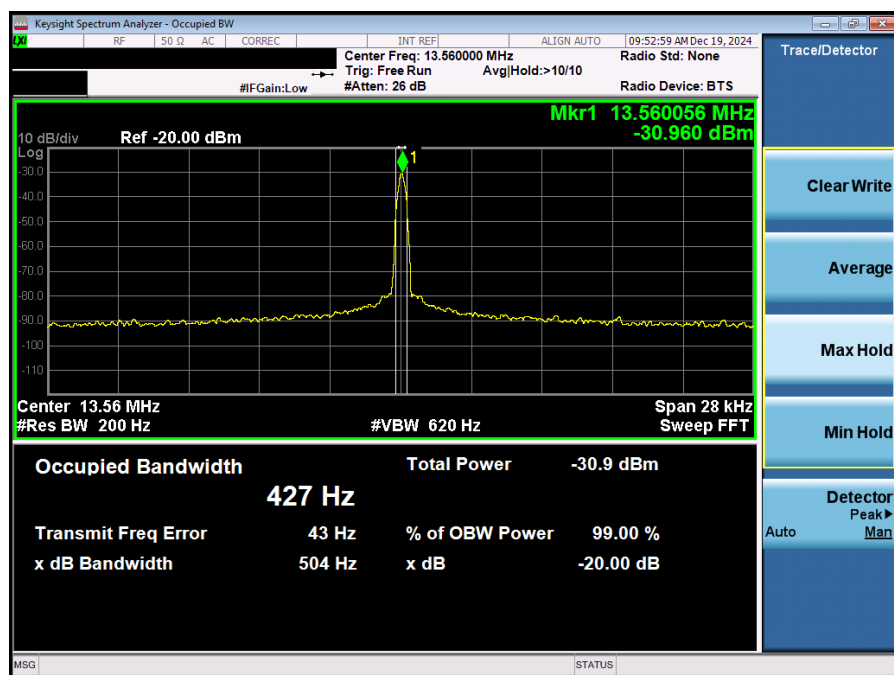 Keysight Spectrum Analyzer - Occupied BW
LXI RF 50 Ω AC CORREC INT REF ALIGN AUTO 09:52:59 AM Dec 19, 2024
Center Freq: 13.560000 MHz Radio Std: None
Trig: Free Run Avg|Hold:>10/10
#IFGain:Low #Atten: 26 dB Radio Device: BTS
Trace/Detector
Mkr1 13.560056 MHz
-30.960 dBm
10 dB/div Ref -20.00 dBm
Log
1
-30.0
-40.0
-50.0
-60.0
-70.0
-80.0
-90.0
-100
-110
Center 13.56 MHz Span 28 kHz
#Res BW 200 Hz #VBW 620 Hz Sweep FFT
Occupied Bandwidth Total Power -30.9 dBm
427 Hz
Transmit Freq Error 43 Hz % of OBW Power 99.00 %
x dB Bandwidth 504 Hz x dB -20.00 dB
Clear Write
Average
Max Hold
Min Hold
Detector
Peak▶
Auto Man
MSG STATUS